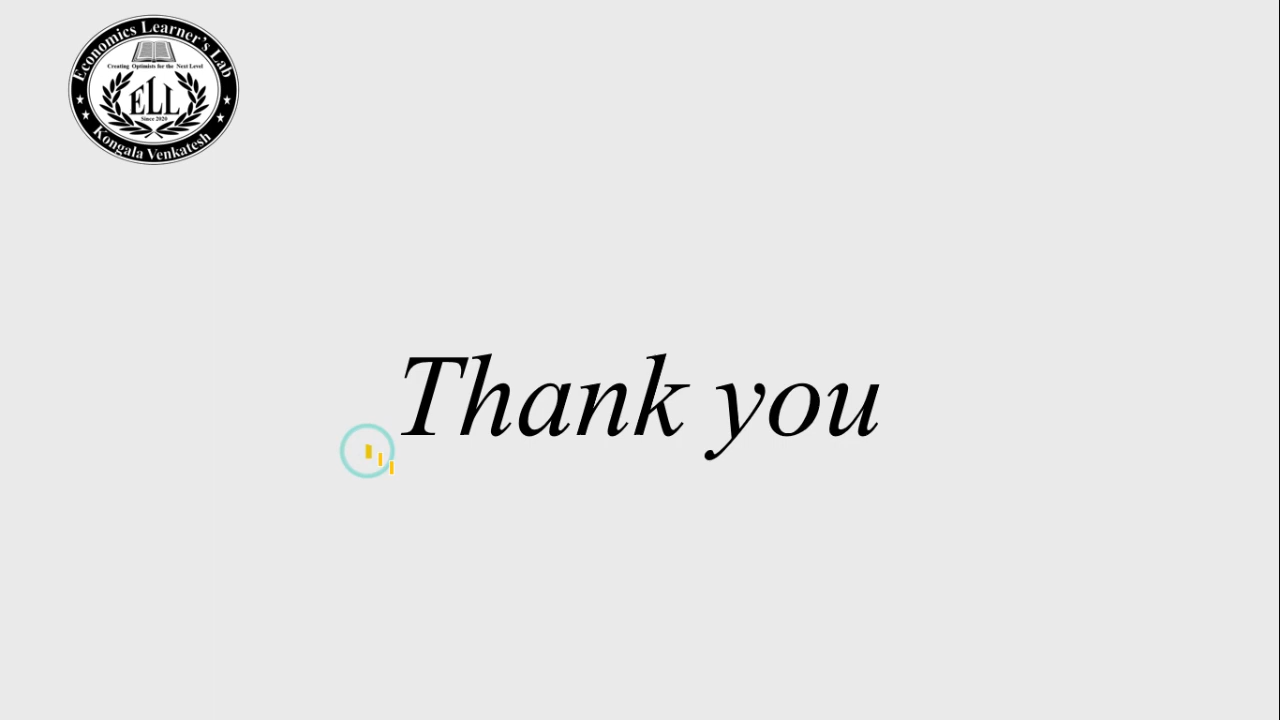 Economics Learner's Lab
Creating Optimists for the Next Level
ELL
Since 2020
Kongala Venkatesh
Thank you